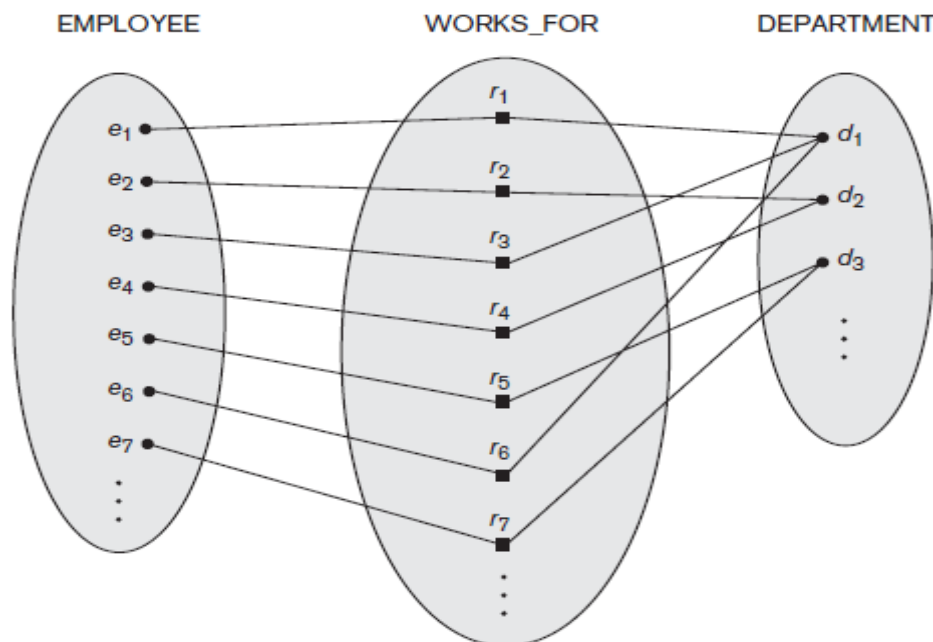 EMPLOYEE WORKS_FOR DEPARTMENT
e1
e2
e3
e4
e5
e6
e7
r1
r2
r3
r4
r5
r6
r7
d1
d2
d3